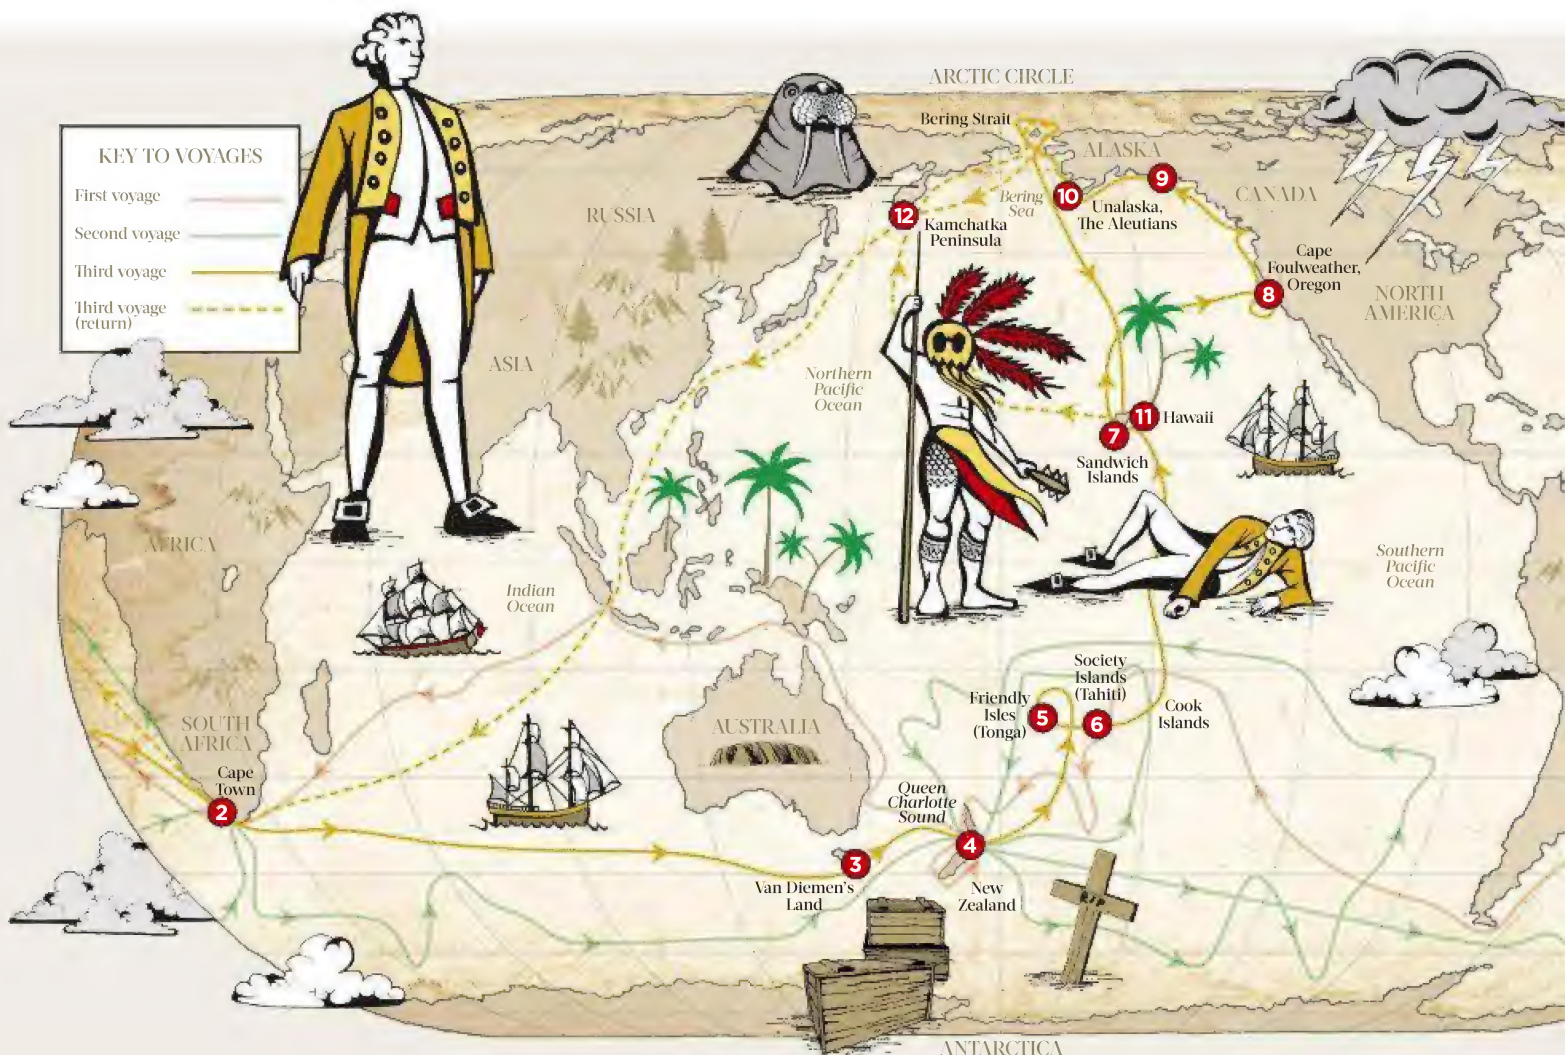 ARCTIC CIRCLE
Bering Strait
ALASKA
KEY TO VOYAGES
First voyage
Second voyage
Third voyage
Third voyage
(return)
RUSSIA
Bering
Sea
10
9
Unalaska,
The Aleutians
CANADA
12
Kamchatka
Peninsula
Cape
Foulweather,
Oregon
8
NORTH
AMERICA
ASIA
Northern
Pacific
Ocean
11
Hawaii
7
Sandwich
Islands
AFRICA
Indian
Ocean
Southern
Pacific
Ocean
SOUTH
AFRICA
Cape
Town
2
AUSTRALIA
Friendly
Isles
(Tonga)
5
Society
Islands
(Tahiti)
6
Cook
Islands
Queen
Charlotte
Sound
3
Van Diemen's
Land
4
New
Zealand
R.I.P
ANTARCTICA